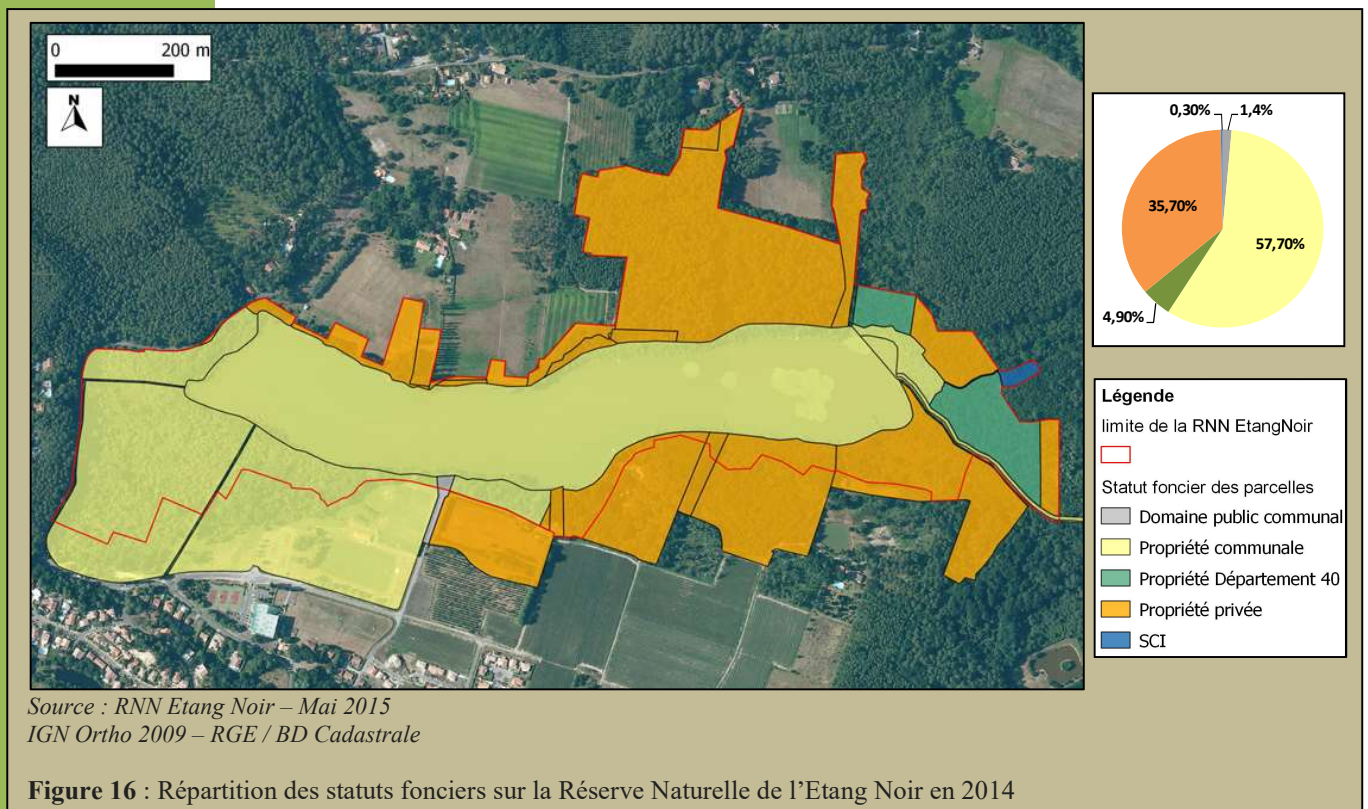 0 200 m
N
0,30%
1,4%
35,70%
57,70%
4,90%
Légende
limite de la RNN EtangNoir
Statut foncier des parcelles
Domaine public communal
Propriété communale
Propriété Département 40
Propriété privée
SCI
Source : RNN Etang Noir – Mai 2015
IGN Ortho 2009 – RGE / BD Cadastrale
Figure 16 : Répartition des statuts fonciers sur la Réserve Naturelle de l’Etang Noir en 2014